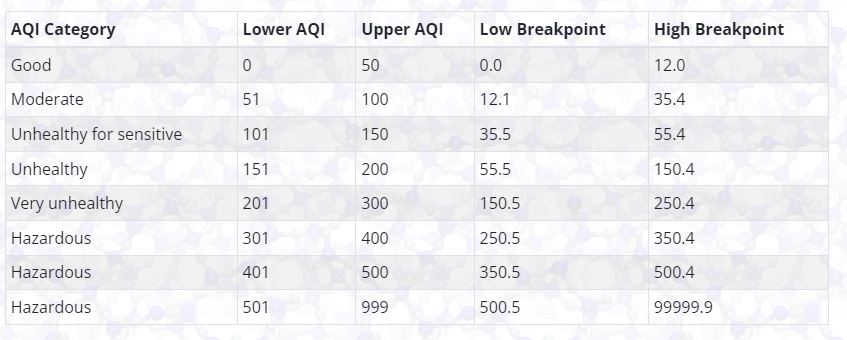 AQI Category Lower AQI Upper AQI Low Breakpoint High Breakpoint
Good 0 50 0.0 12.0
Moderate 51 100 12.1 35.4
Unhealthy for sensitive 101 150 35.5 55.4
Unhealthy 151 200 55.5 150.4
Very unhealthy 201 300 150.5 250.4
Hazardous 301 400 250.5 350.4
Hazardous 401 500 350.5 500.4
Hazardous 501 999 500.5 99999.9